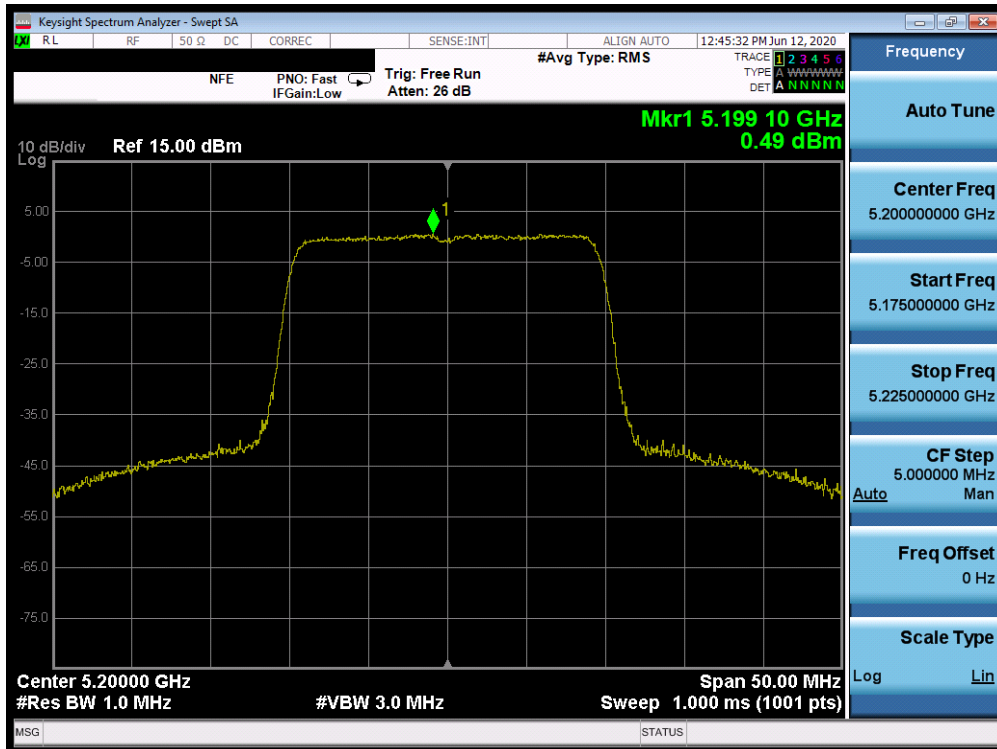 Keysight Spectrum Analyzer - Swept SA
LXI RL RF 50 Ω DC CORREC SENSE:INT ALIGN AUTO 12:45:32 PM Jun 12, 2020
NFE PNO: Fast IFGain:Low Trig: Free Run Atten: 26 dB #Avg Type: RMS
TRACE 1 2 3 4 5 6
TYPE A WWWWW
DET A N N N N N
Mkr1 5.199 10 GHz
0.49 dBm
10 dB/div Ref 15.00 dBm
Log
1
5.00
-5.00
-15.0
-25.0
-35.0
-45.0
-55.0
-65.0
-75.0
Center 5.20000 GHz Span 50.00 MHz
#Res BW 1.0 MHz #VBW 3.0 MHz Sweep 1.000 ms (1001 pts)
MSG STATUS
Frequency
Auto Tune
Center Freq
5.200000000 GHz
Start Freq
5.175000000 GHz
Stop Freq
5.225000000 GHz
CF Step
5.000000 MHz
Auto Man
Freq Offset
0 Hz
Scale Type
Log Lin